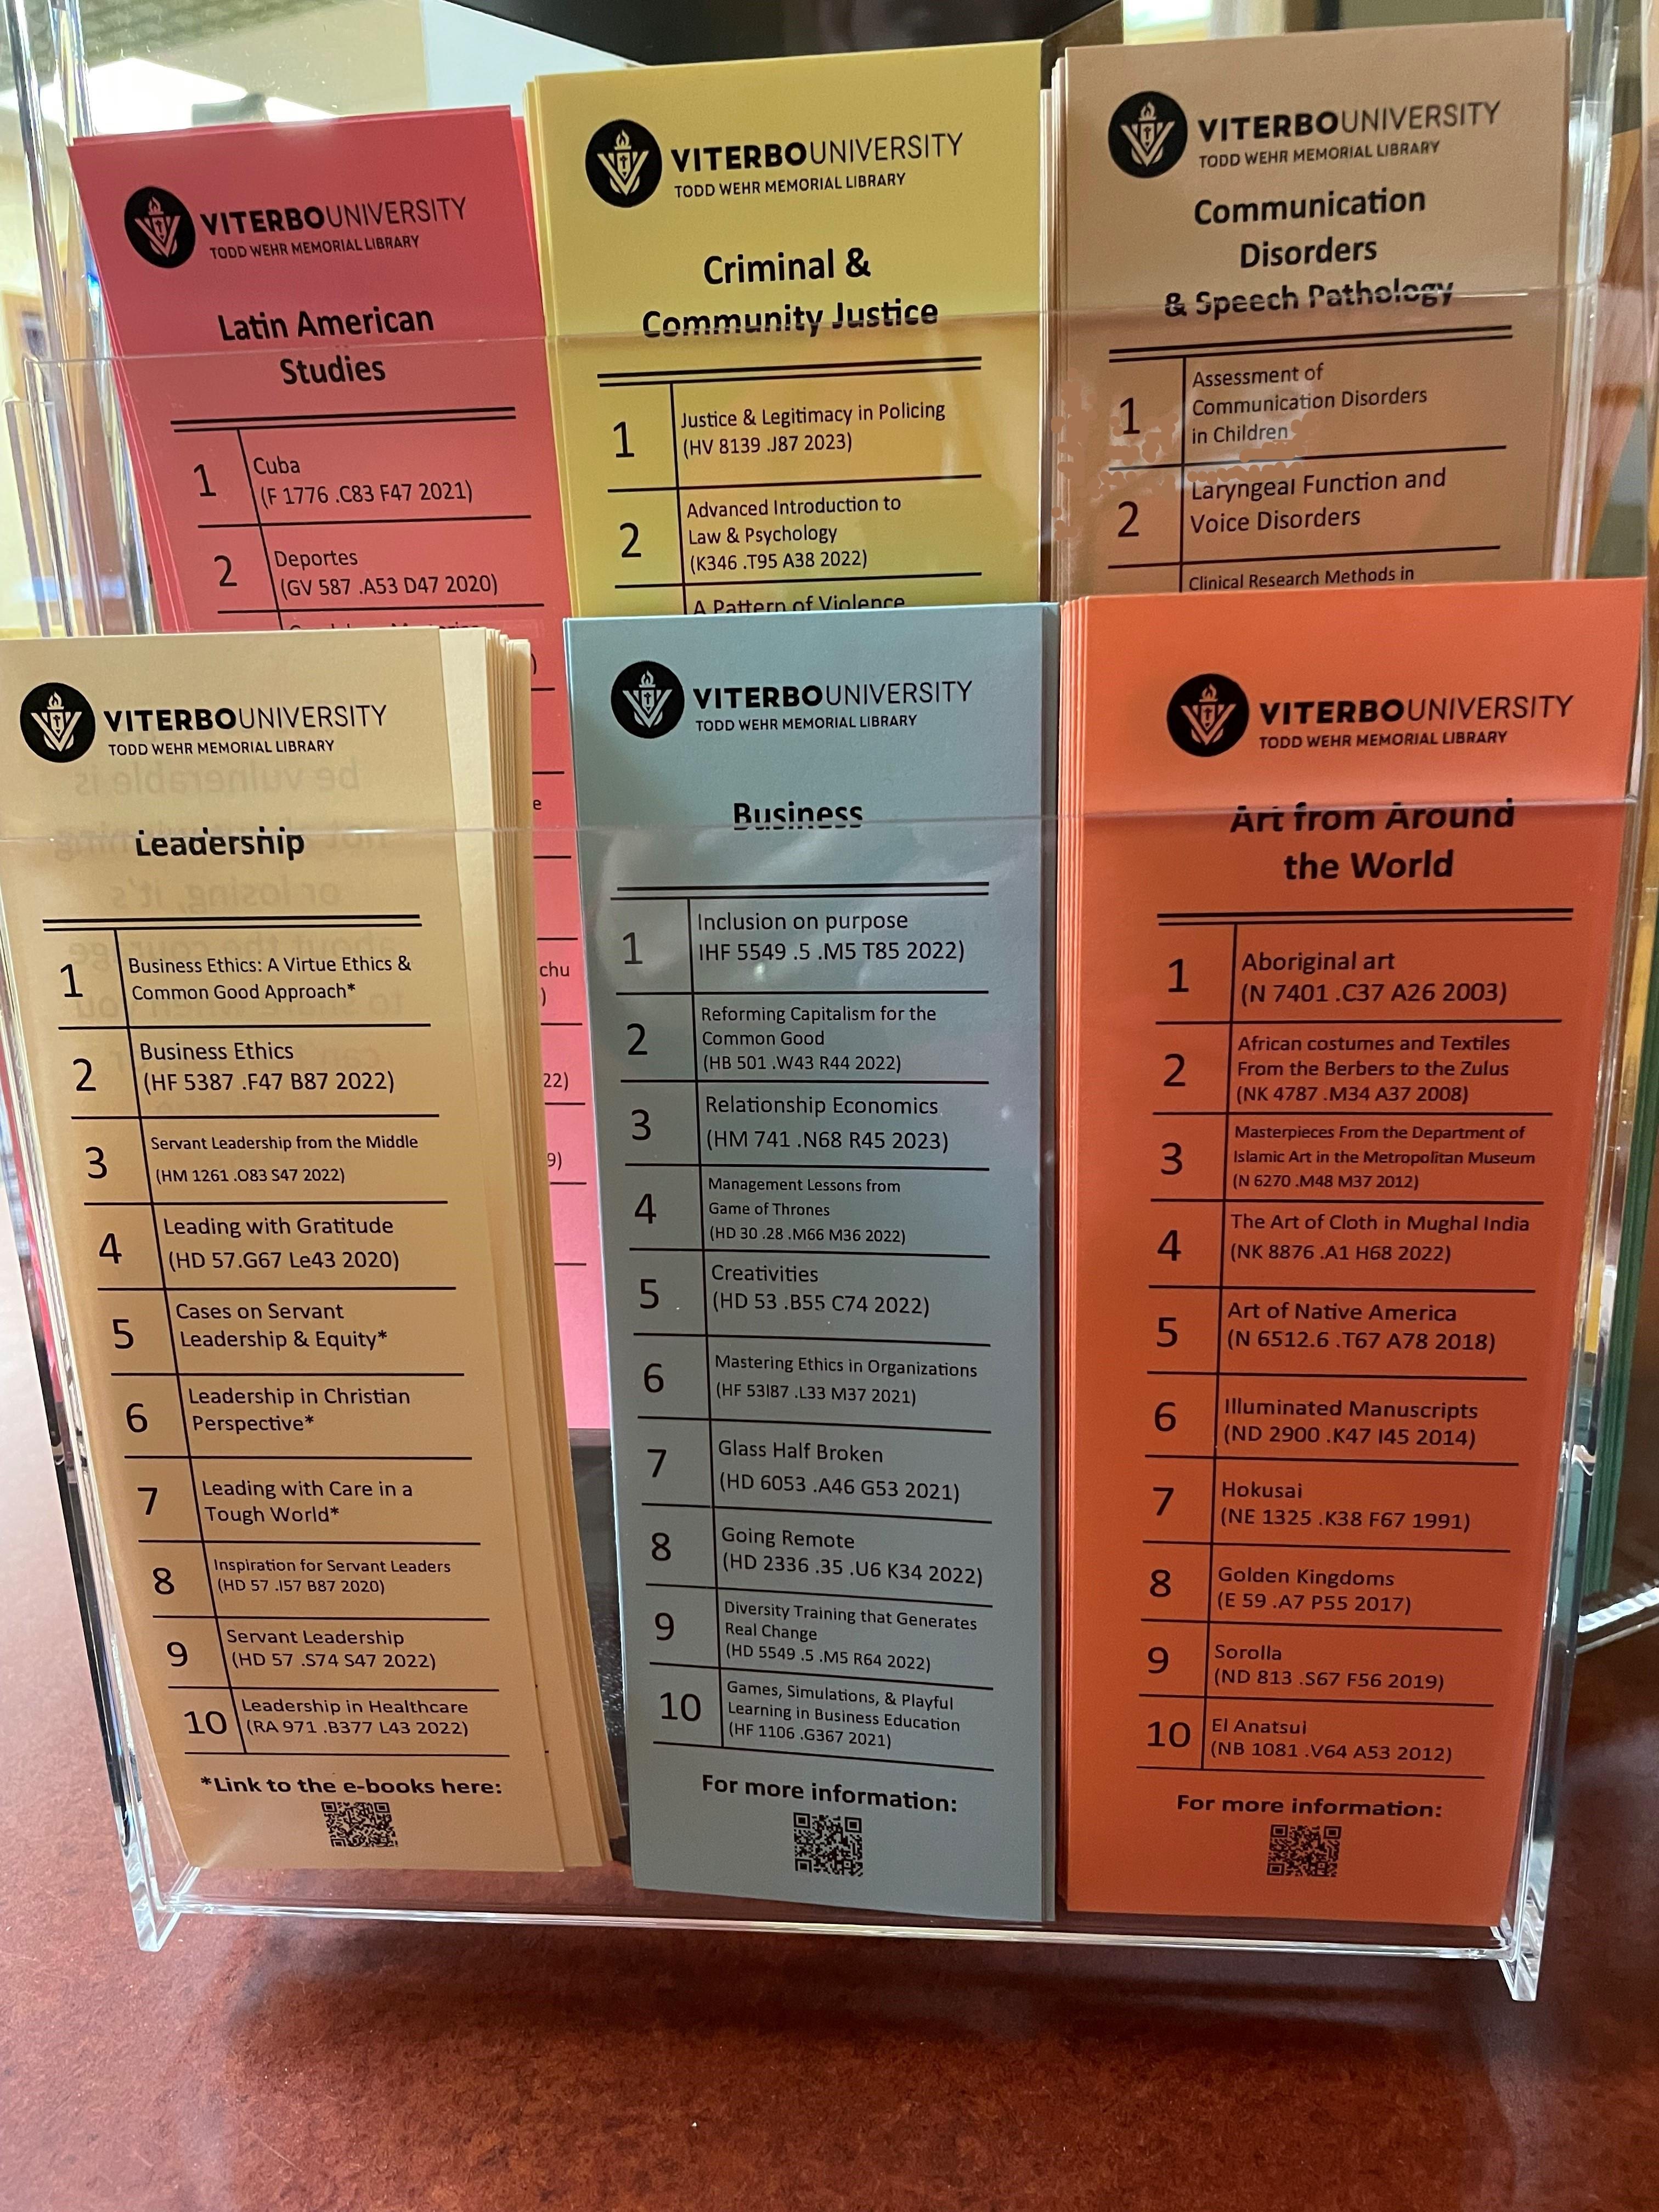 VITERBO UNIVERSITY
TODD WEHR MEMORIAL LIBRARY
Latin American
Studies
1
Cuba
(F 1776 .C83 F47 2021)
2
Deportes
(GV 587 .A53 D47 2020)
VITERBO UNIVERSITY
TODD WEHR MEMORIAL LIBRARY
Criminal &
Community Justice
1
Justice & Legitimacy in Policing
(HV 8139 .J87 2023)
2
Advanced Introduction to
Law & Psychology
(K346 .T95 A38 2022)
A Pattern of Violence
VITERBO UNIVERSITY
TODD WEHR MEMORIAL LIBRARY
Communication
Disorders
& Speech Pathology
1
Assessment of
Communication Disorders
in Children
2
Laryngeal Function and
Voice Disorders
Clinical Research Methods in
VITERBO UNIVERSITY
TODD WEHR MEMORIAL LIBRARY
Leadership
1
Business Ethics: A Virtue Ethics &
Common Good Approach*
2
Business Ethics
(HF 5387 .F47 B87 2022)
3
Servant Leadership from the Middle
(HM 1261 .O83 S47 2022)
4
Leading with Gratitude
(HD 57.G67 Le43 2020)
5
Cases on Servant
Leadership & Equity*
6
Leadership in Christian
Perspective*
7
Leading with Care in a
Tough World*
8
Inspiration for Servant Leaders
(HD 57 .I57 B87 2020)
9
Servant Leadership
(HD 57 .S74 S47 2022)
10
Leadership in Healthcare
(RA 971 .B377 L43 2022)
*Link to the e-books here:
e
chu
)
22)
9)
VITERBO UNIVERSITY
TODD WEHR MEMORIAL LIBRARY
Business
1
Inclusion on purpose
IHF 5549 .5 .M5 T85 2022)
2
Reforming Capitalism for the
Common Good
(HB 501 .W43 R44 2022)
3
Relationship Economics
(HM 741 .N68 R45 2023)
4
Management Lessons from
Game of Thrones
(HD 30 .28 .M66 M36 2022)
5
Creativities
(HD 53 .B55 C74 2022)
6
Mastering Ethics in Organizations
(HF 53I87 .L33 M37 2021)
7
Glass Half Broken
(HD 6053 .A46 G53 2021)
8
Going Remote
(HD 2336 .35 .U6 K34 2022)
9
Diversity Training that Generates
Real Change
(HD 5549 .5 .M5 R64 2022)
10
Games, Simulations, & Playful
Learning in Business Education
(HF 1106 .G367 2021)
For more information:
VITERBO UNIVERSITY
TODD WEHR MEMORIAL LIBRARY
Art from Around
the World
1
Aboriginal art
(N 7401 .C37 A26 2003)
2
African costumes and Textiles
From the Berbers to the Zulus
(NK 4787 .M34 A37 2008)
3
Masterpieces From the Department of
Islamic Art in the Metropolitan Museum
(N 6270 .M48 M37 2012)
4
The Art of Cloth in Mughal India
(NK 8876 .A1 H68 2022)
5
Art of Native America
(N 6512.6 .T67 A78 2018)
6
Illuminated Manuscripts
(ND 2900 .K47 I45 2014)
7
Hokusai
(NE 1325 .K38 F67 1991)
8
Golden Kingdoms
(E 59 .A7 P55 2017)
9
Sorolla
(ND 813 .S67 F56 2019)
10
El Anatsui
(NB 1081 .V64 A53 2012)
For more information: